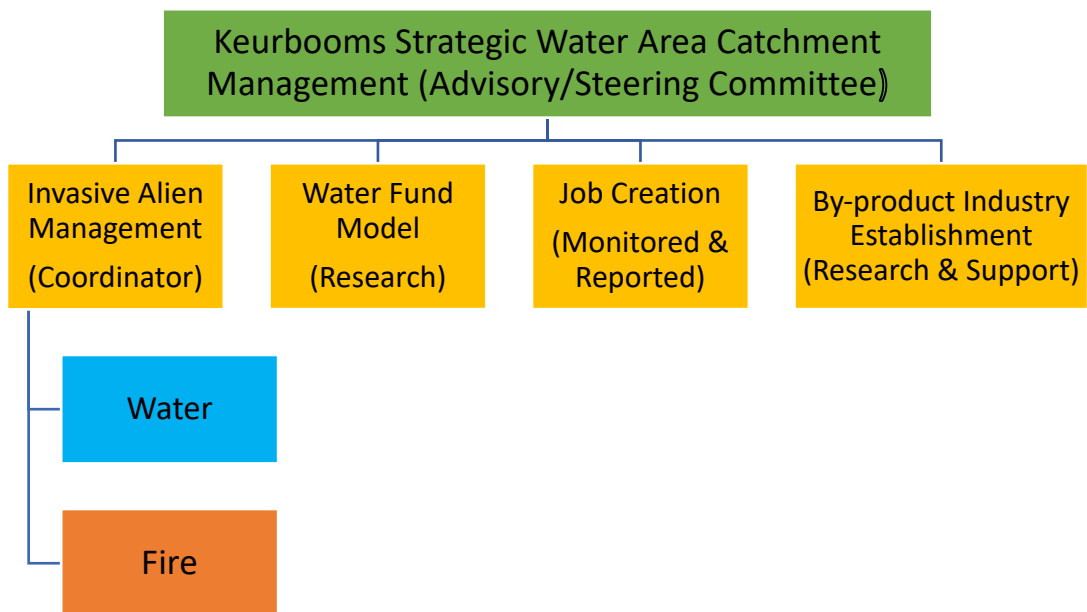 Keurbooms Strategic Water Area Catchment
Management (Advisory/Steering Committee)
Invasive Alien
Management
(Coordinator)
Water Fund
Model
(Research)
Job Creation
(Monitored &
Reported)
By-product Industry
Establishment
(Research & Support)
Water
Fire